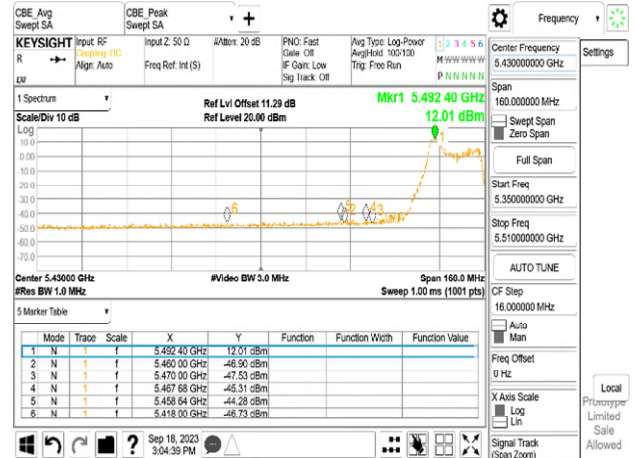 CBE_Avg
Swept SA
CBE_Peak
Swept SA
Frequency
KEYSIGHT
R
Input: RF
Coupling: DC
Align: Auto
Input Z: 50 Ω
Freq Ref: Int (S)
#Atten: 20 dB
PNO: Fast
Gate: Off
IF Gain: Low
Sig Track: Off
Avg Type: Log-Power
Avg|Hold: 100/100
Trig: Free Run
1 2 3 4 5 6
M W W W W W
P N N N N N
Center Frequency
5.430000000 GHz
Settings
Span
160.000000 MHz
Swept Span
Zero Span
Full Span
Start Freq
5.350000000 GHz
Stop Freq
5.510000000 GHz
AUTO TUNE
CF Step
16.000000 MHz
Auto
Man
Freq Offset
0 Hz
X Axis Scale
Log
Lin
Signal Track
(Span Zoom)
Local
Prototype
Limited
Sale
Allowed
1 Spectrum
Scale/Div 10 dB
Ref Lvl Offset 11.29 dB
Ref Level 20.00 dBm
Mkr1 5.492 40 GHz
12.01 dBm
Log
10.0
0.00
-10.0
-20.0
-30.0
-40.0
-50.0
-60.0
-70.0
1
6
5
2
4
3
Center 5.43000 GHz
#Res BW 1.0 MHz
#Video BW 3.0 MHz
Span 160.0 MHz
Sweep 1.00 ms (1001 pts)
5 Marker Table
Mode Trace Scale X Y Function Function Width Function Value
1 N 1 f 5.492 40 GHz 12.01 dBm
2 N 1 f 5.460 00 GHz -46.90 dBm
3 N 1 f 5.470 00 GHz -47.53 dBm
4 N 1 f 5.467 68 GHz -45.31 dBm
5 N 1 f 5.458 64 GHz -44.28 dBm
6 N 1 f 5.418 00 GHz -46.73 dBm
?
Sep 18, 2023
3:04:39 PM